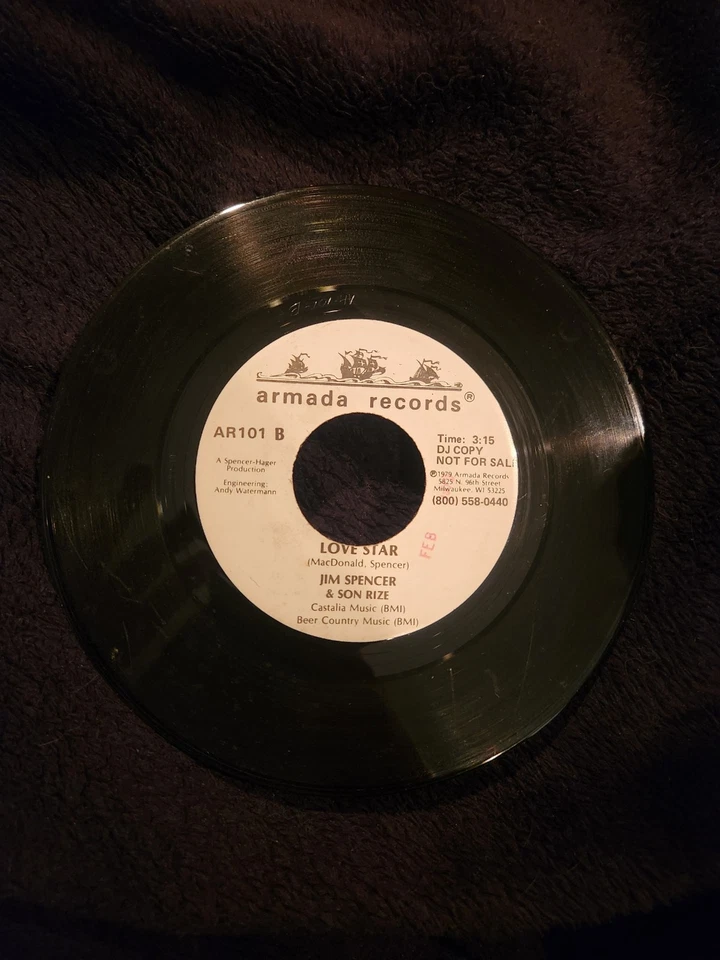 armada records®
AR101 B
A Spencer-Hager
Production
Engineering:
Andy Watermann
Time: 3:15
DJ COPY
NOT FOR SAL
℗1979 Armada Records
5825 N. 96th Street
Milwaukee, WI 53225
(800) 558-0440
FEB
LOVE STAR
(MacDonald, Spencer)
JIM SPENCER
& SON RIZE
Castalia Music (BMI)
Beer Country Music (BMI)